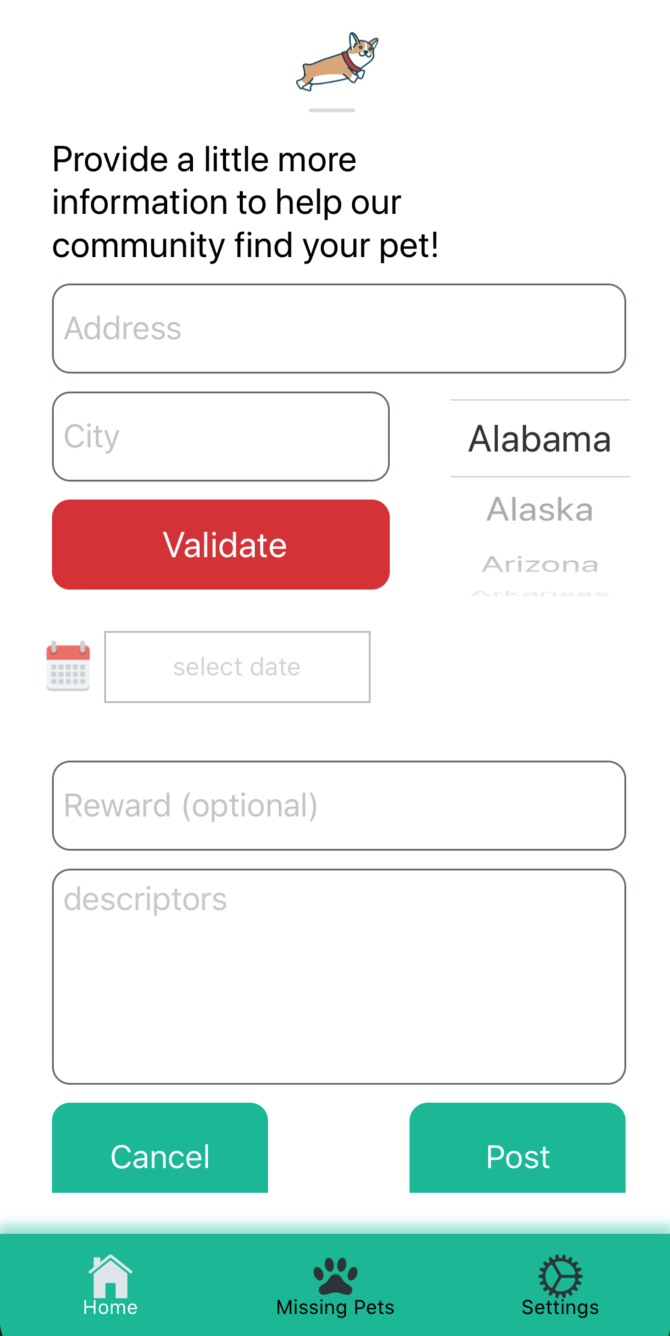 Provide a little more
information to help our
community find your pet!
Address
City
Alabama
Alaska
Arizona
Arkansas
Validate
select date
Reward (optional)
descriptors
Cancel
Post
Home
Missing Pets
Settings